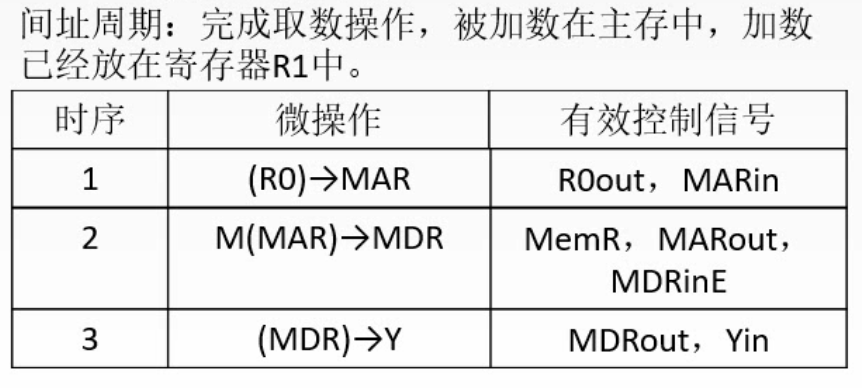 间址周期：完成取数操作，被加数在主存中，加数
已经放在寄存器R1中。
时序 微操作 有效控制信号
1 (R0)→MAR R0out， MARin
2 M(MAR)→MDR MemR， MARout，
MDRinE
3 (MDR)→Y MDRout， Yin